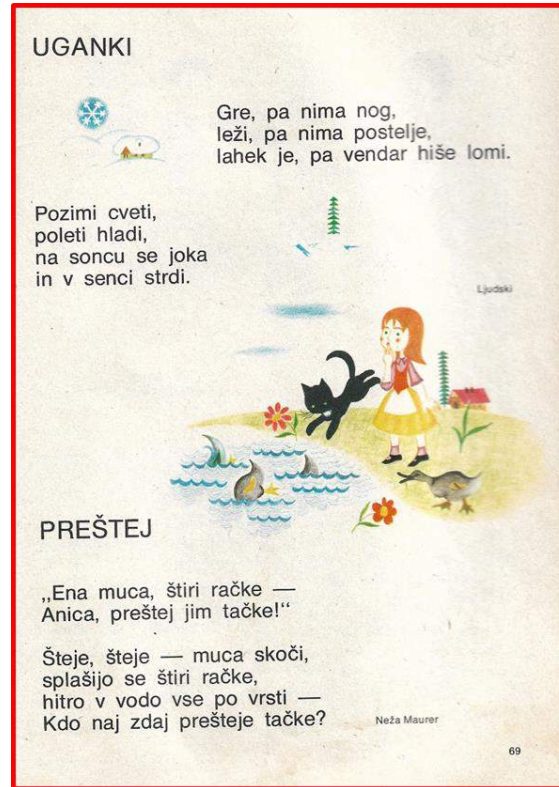 UGANKI
Gre, pa nima nog,
leži, pa nima postelje,
lahek je, pa vendar hiše lomi.
Pozimi cveti,
poleti hladi,
na soncu se joka
in v senci strdi.
Ljudski
PREŠTEJ
,,Ena muca, štiri račke —
Anica, preštej jim tačke!“
Šteje, šteje — muca skoči,
splašijo se štiri račke,
hitro v vodo vse po vrsti —
Kdo naj zdaj prešteje tačke?
Neža Maurer
69